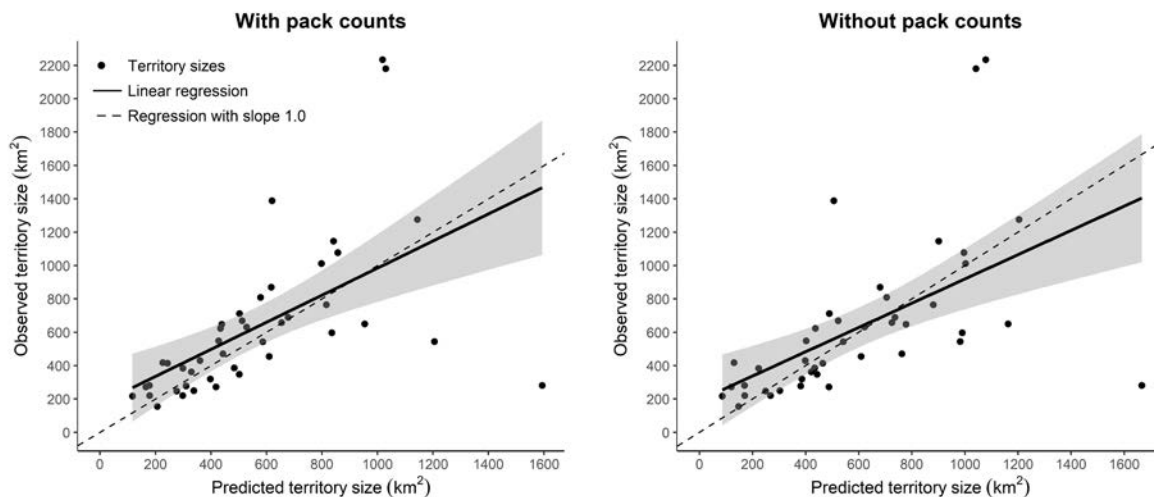 With pack counts
Observed territory size (km²)
2200
2000
1800
1600
1400
1200
1000
800
600
400
200
0
Territory sizes
Linear regression
Regression with slope 1.0
0 200 400 600 800 1000 1200 1400 1600
Predicted territory size (km²)
Without pack counts
Observed territory size (km²)
2200
2000
1800
1600
1400
1200
1000
800
600
400
200
0
0 200 400 600 800 1000 1200 1400 1600
Predicted territory size (km²)